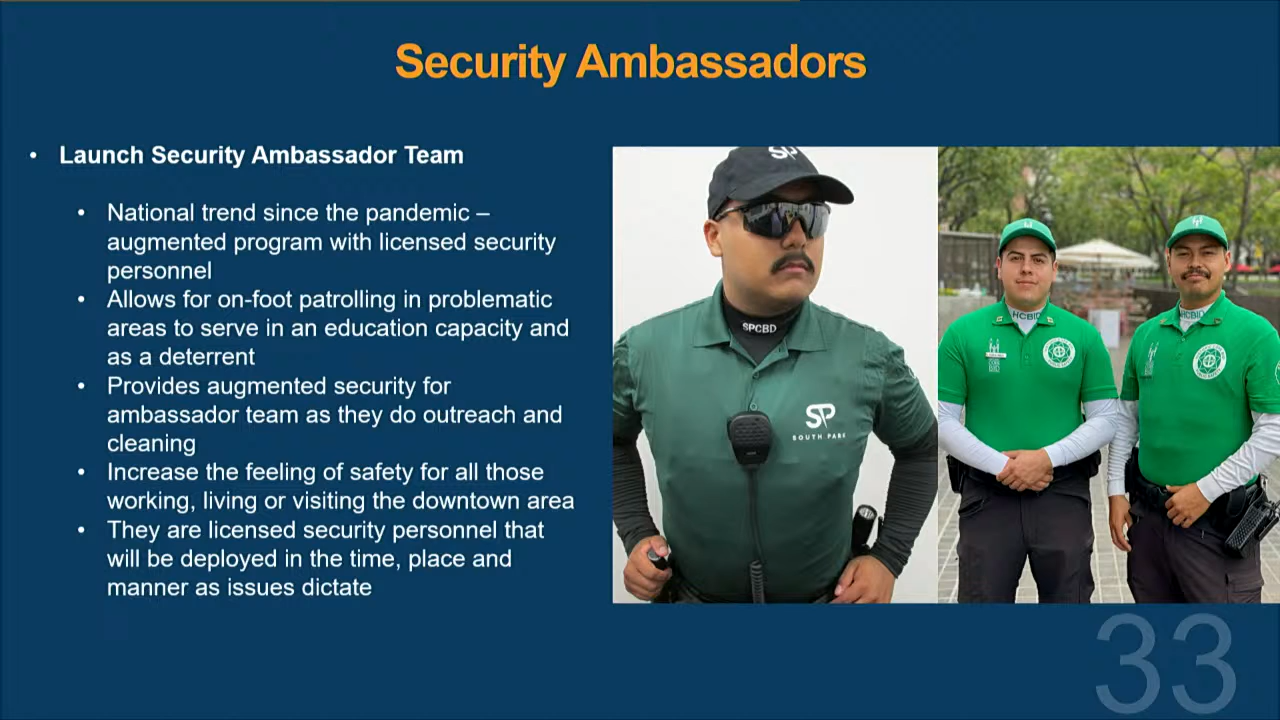 Security Ambassadors
• Launch Security Ambassador Team
• National trend since the pandemic –
augmented program with licensed security
personnel
• Allows for on-foot patrolling in problematic
areas to serve in an education capacity and
as a deterrent
• Provides augmented security for
ambassador team as they do outreach and
cleaning
• Increase the feeling of safety for all those
working, living or visiting the downtown area
• They are licensed security personnel that
will be deployed in the time, place and
manner as issues dictate
SP
SPCBD
SP
SOUTH PARK
HCBID
HCBID
33